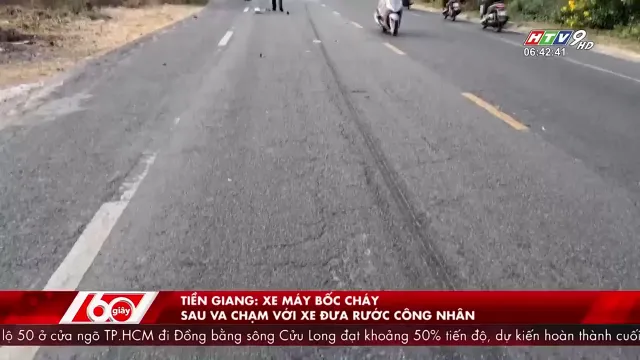 HTV9 HD
06:42:41
60 giây
TIỀN GIANG: XE MÁY BỐC CHÁY
SAU VA CHẠM VỚI XE ĐƯA RƯỚC CÔNG NHÂN
lộ 50 ở cửa ngõ TP.HCM đi Đồng bằng sông Cửu Long đạt khoảng 50% tiến độ, dự kiến hoàn thành cuối